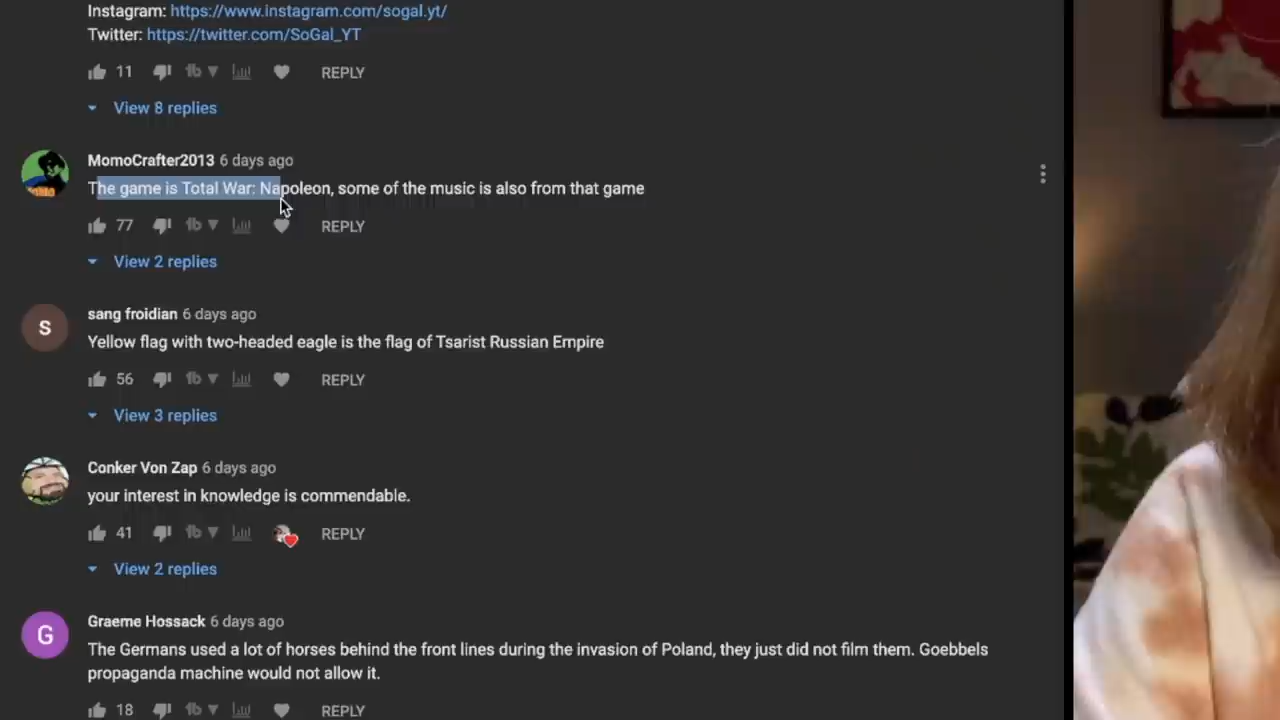 Instagram: https://www.instagram.com/sogal.yt/
Twitter: https://twitter.com/SoGal_YT
11 REPLY
View 8 replies
MomoCrafter2013 6 days ago
The game is Total War: Napoleon, some of the music is also from that game
77 REPLY
View 2 replies
sang froidian 6 days ago
S
Yellow flag with two-headed eagle is the flag of Tsarist Russian Empire
56 REPLY
View 3 replies
Conker Von Zap 6 days ago
your interest in knowledge is commendable.
41 REPLY
View 2 replies
Graeme Hossack 6 days ago
G
The Germans used a lot of horses behind the front lines during the invasion of Poland, they just did not film them. Goebbels
propaganda machine would not allow it.
18 REPLY